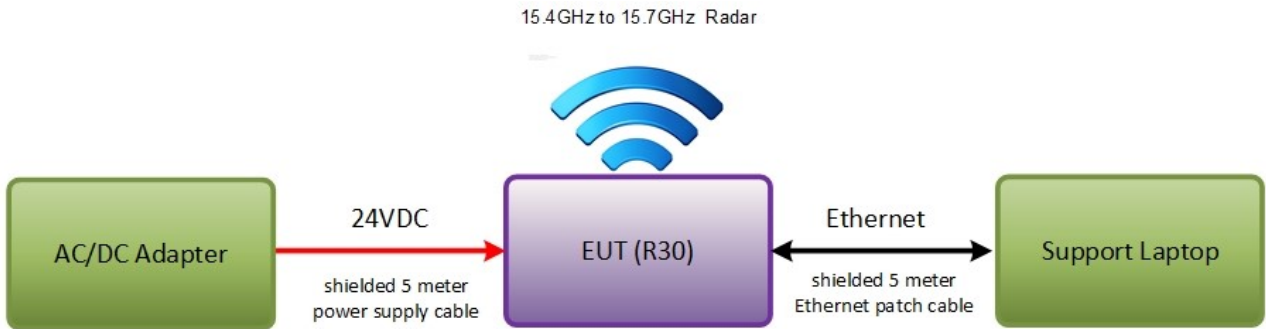 15.4GHz to 15.7GHz Radar
AC/DC Adapter
24VDC
shielded 5 meter
power supply cable
EUT (R30)
Ethernet
shielded 5 meter
Ethernet patch cable
Support Laptop